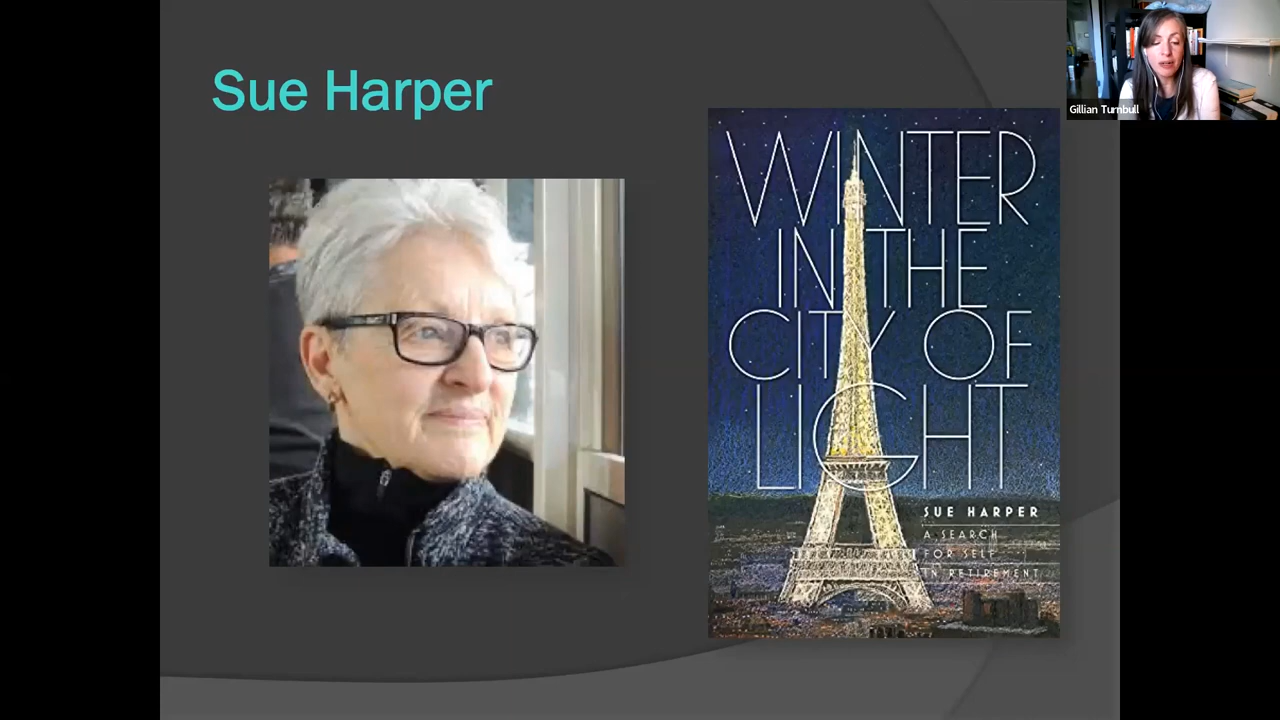 Sue Harper
Gillian Turnbull
WINTER
IN THE
CITY OF
LIGHT
SUE HARPER
A SEARCH
FOR SELF
IN RETIREMENT